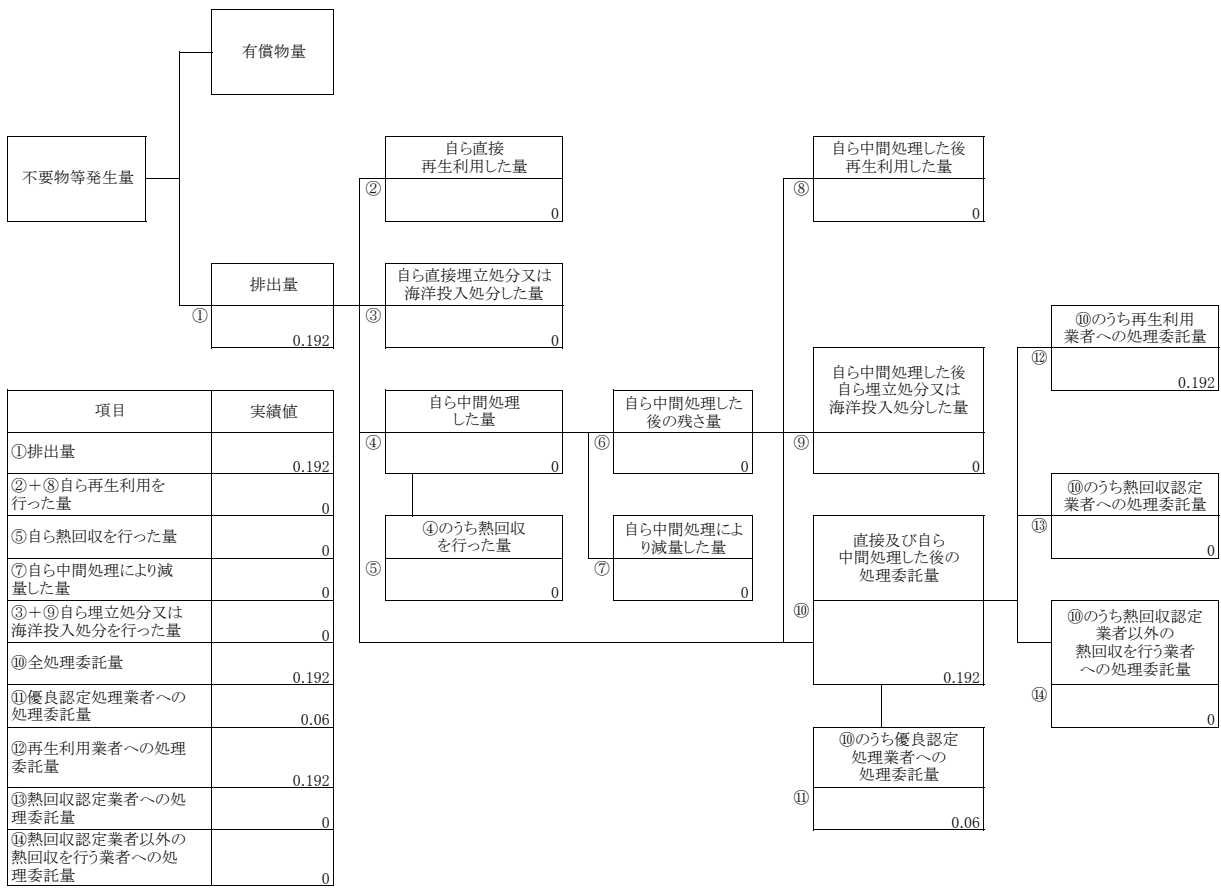 有償物量
不要物等発生量
自ら直接
再生利用した量
②
0
自ら中間処理した後
再生利用した量
⑧
0
排出量
①
0.192
自ら直接埋立処分又は
海洋投入処分した量
③
0
⑩のうち再生利用
業者への処理委託量
⑫
0.192
自ら中間処理
した量
④
0
自ら中間処理した
後の残さ量
⑥
0
自ら中間処理した後
自ら埋立処分又は
海洋投入処分した量
⑨
0
⑩のうち熱回収認定
業者への処理委託量
⑬
0
④のうち熱回収
を行った量
⑤
0
自ら中間処理によ
り減量した量
⑦
0
直接及び自ら
中間処理した後の
処理委託量
⑩
0.192
⑩のうち熱回収認定
業者以外の
熱回収を行う業者
への処理委託量
⑭
0
⑩のうち優良認定
処理業者への
処理委託量
⑪
0.06
項目 実績値
①排出量
0.192
②+⑧自ら再生利用を
行った量
0
⑤自ら熱回収を行った量
0
⑦自ら中間処理により減
量した量
0
③+⑨自ら埋立処分又は
海洋投入処分を行った量
0
⑩全処理委託量
0.192
⑪優良認定処理業者への
処理委託量
0.06
⑫再生利用業者への処理
委託量
0.192
⑬熱回収認定業者への処
理委託量
0
⑭熱回収認定業者以外の
熱回収を行う業者への処
理委託量
0